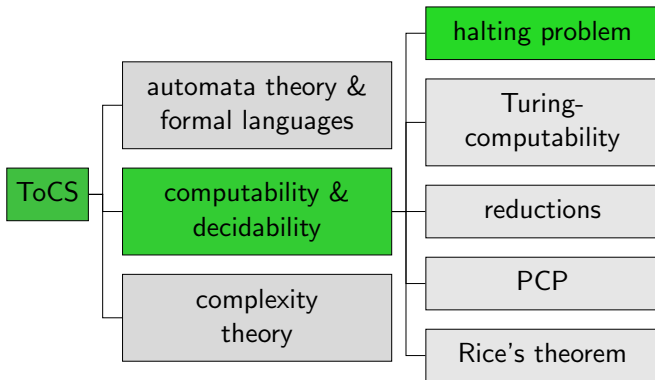 ToCS
automata theory &
formal languages
computability &
decidability
complexity
theory
halting problem
Turing-
computability
reductions
PCP
Rice's theorem